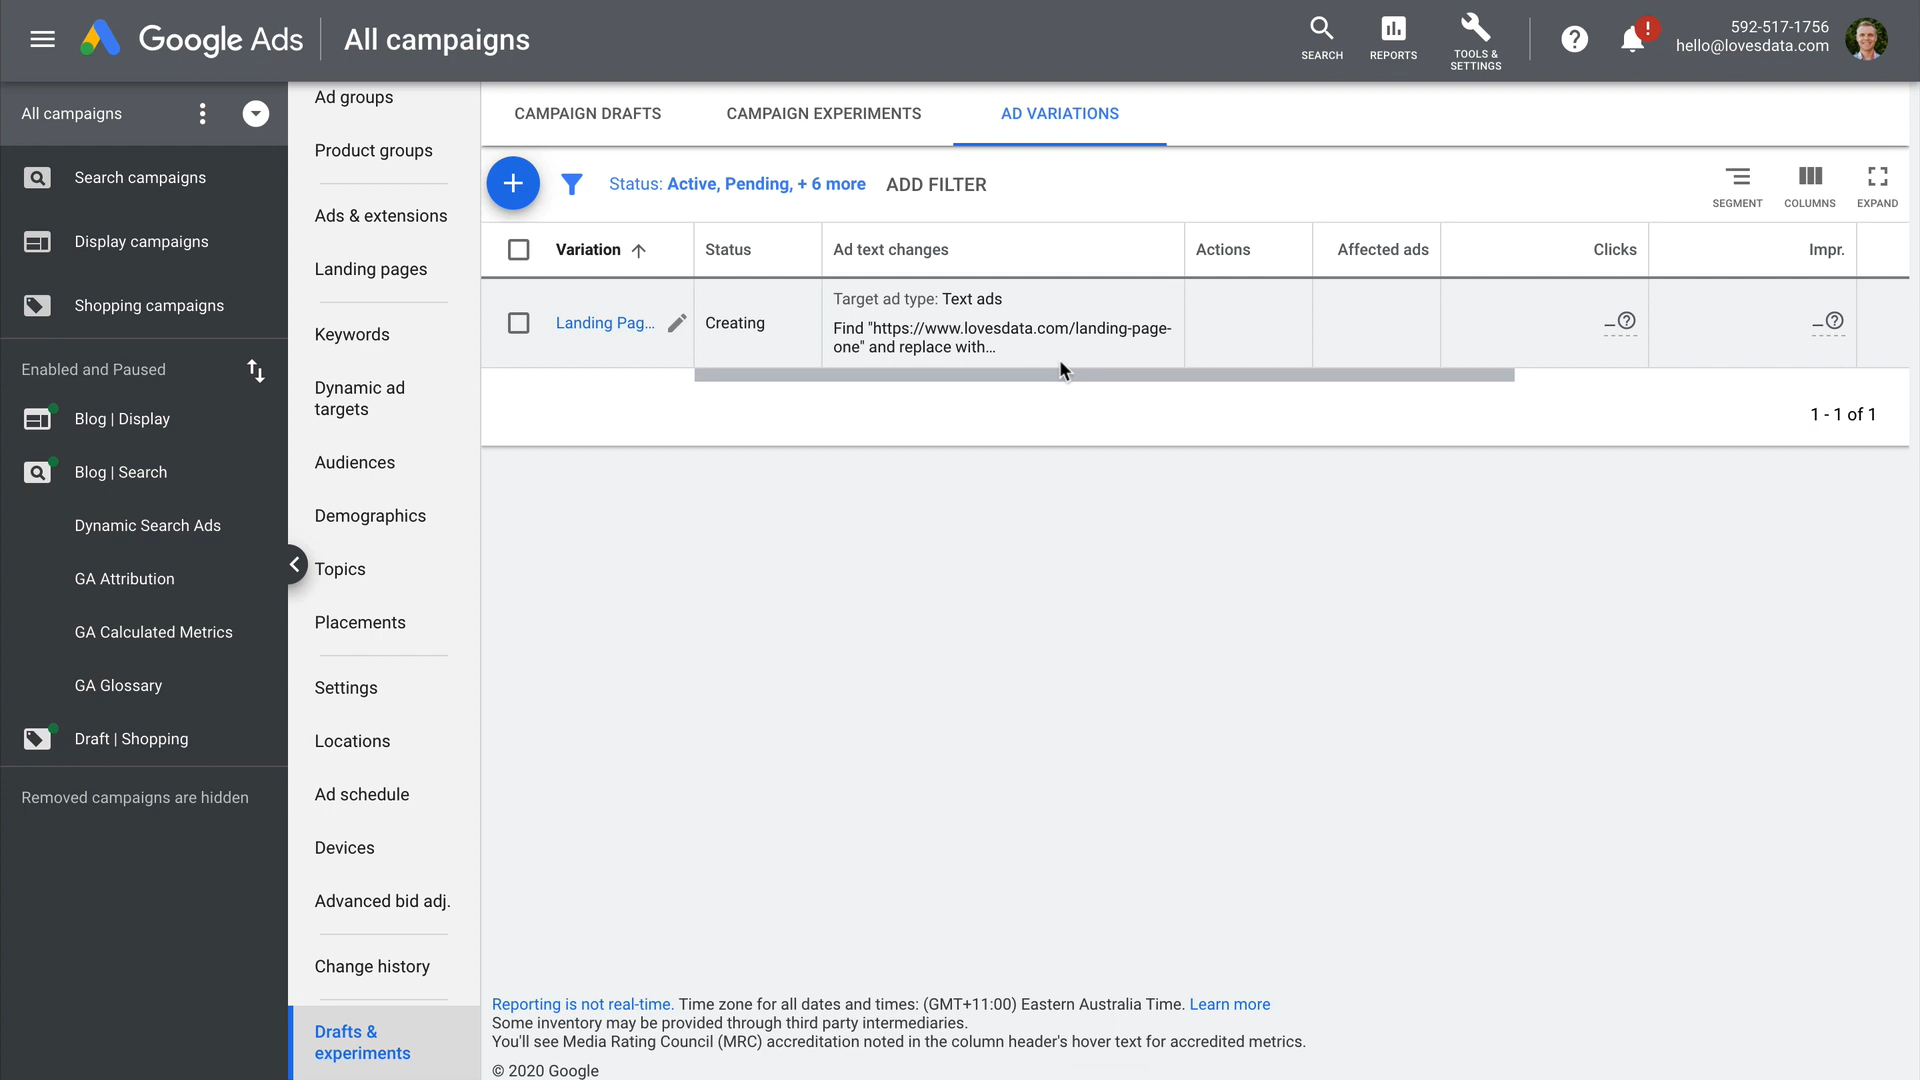 Google Ads
All campaigns
SEARCH
REPORTS
TOOLS &
SETTINGS
!
592-517-1756
hello@lovesdata.com
All campaigns
Search campaigns
Display campaigns
Shopping campaigns
Enabled and Paused
Blog | Display
Blog | Search
Dynamic Search Ads
GA Attribution
GA Calculated Metrics
GA Glossary
Draft | Shopping
Removed campaigns are hidden
Ad groups
Product groups
Ads & extensions
Landing pages
Keywords
Dynamic ad
targets
Audiences
Demographics
Topics
Placements
Settings
Locations
Ad schedule
Devices
Advanced bid adj.
Change history
Drafts &
experiments
CAMPAIGN DRAFTS
CAMPAIGN EXPERIMENTS
AD VARIATIONS
Status: Active, Pending, + 6 more
ADD FILTER
SEGMENT
COLUMNS
EXPAND
Variation
Status
Ad text changes
Actions
Affected ads
Clicks
Impr.
Landing Pag...
Creating
Target ad type: Text ads
Find "https://www.lovesdata.com/landing-page-
one" and replace with...
–
–
1 - 1 of 1
Reporting is not real-time. Time zone for all dates and times: (GMT+11:00) Eastern Australia Time. Learn more
Some inventory may be provided through third party intermediaries.
You'll see Media Rating Council (MRC) accreditation noted in the column header's hover text for accredited metrics.
© 2020 Google